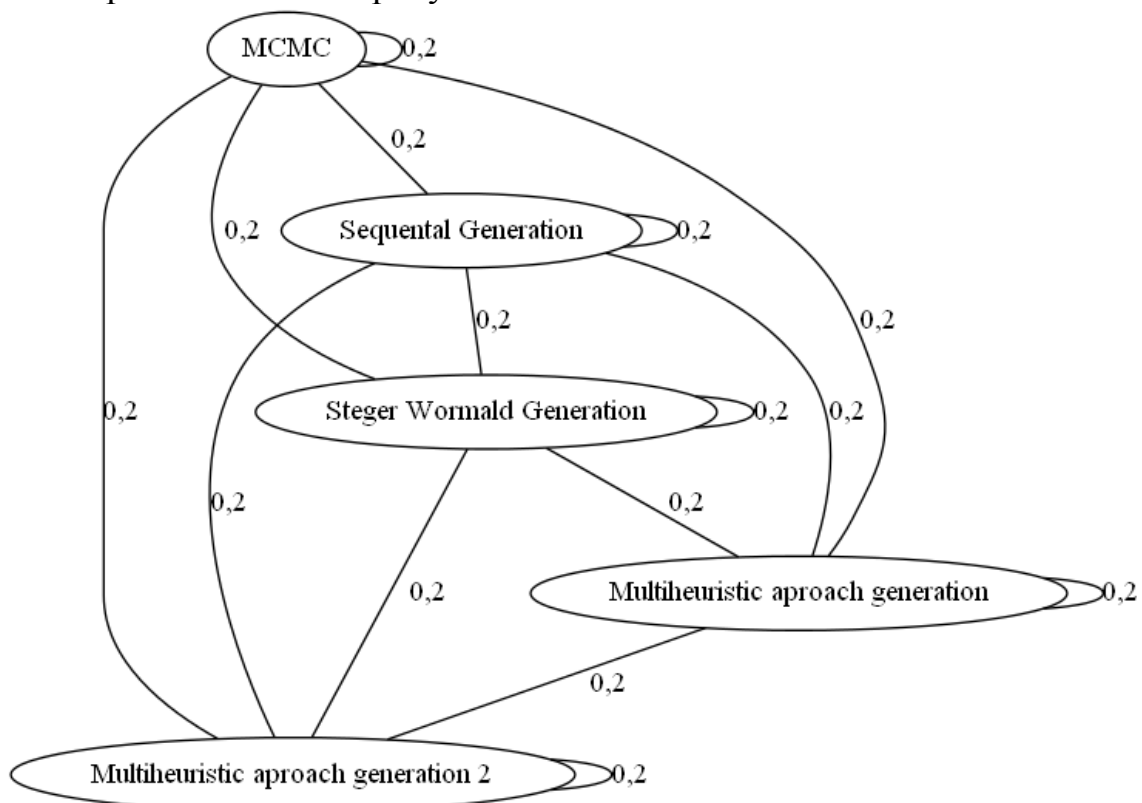 MCMC 0,2
0,2
0,2 Sequental Generation 0,2
0,2 0,2
0,2 Steger Wormald Generation 0,2 0,2
0,2 0,2
0,2 Multiheuristic aproach generation 0,2
0,2
Multiheuristic aproach generation 2 0,2